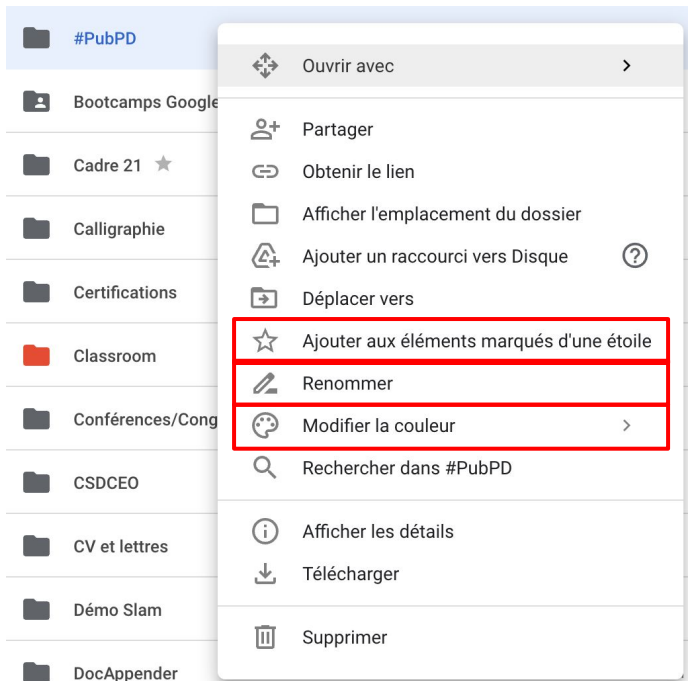 #PubPD
Ouvrir avec
Bootcamps Google
Partager
Cadre 21
Obtenir le lien
Calligraphie
Afficher l'emplacement du dossier
Ajouter un raccourci vers Disque
Certifications
Déplacer vers
Classroom
Ajouter aux éléments marqués d'une étoile
Renommer
Conférences/Cong
Modifier la couleur
Rechercher dans #PubPD
CSDCEO
Afficher les détails
CV et lettres
Télécharger
Démo Slam
Supprimer
DocAppender